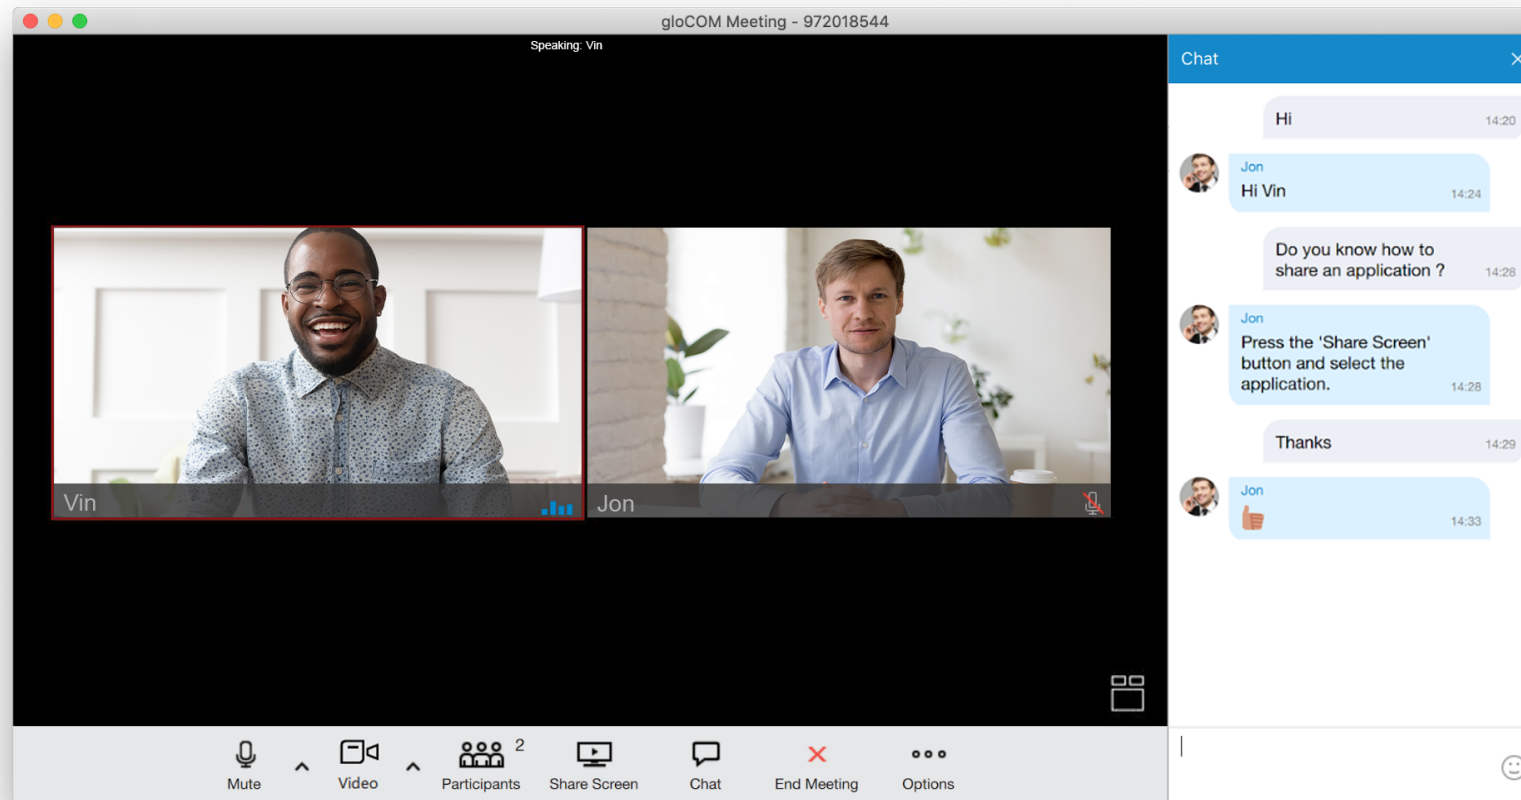 gloCOM Meeting - 972018544
Speaking: Vin
Vin
Jon
Mute
Video
Participants
2
Share Screen
Chat
End Meeting
Options
Chat
Hi
14:20
Jon
Hi Vin
14:24
Do you know how to
share an application ?
14:28
Jon
Press the 'Share Screen'
button and select the
application.
14:28
Thanks
14:29
Jon
14:33